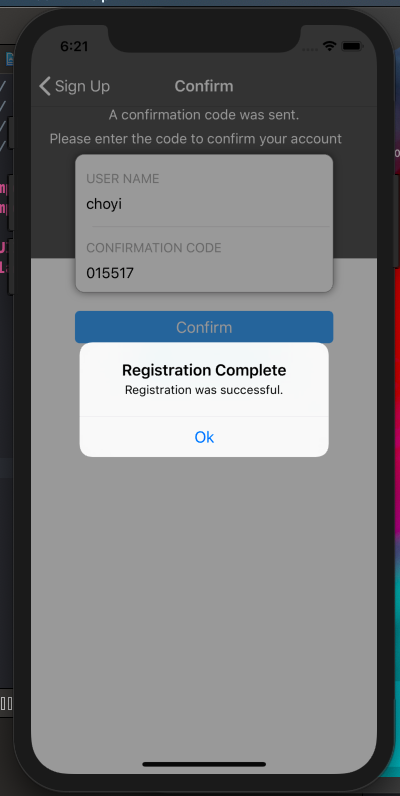 6:21
Sign Up
Confirm
A confirmation code was sent.
Please enter the code to confirm your account
USER NAME
choyi
CONFIRMATION CODE
015517
Confirm
Registration Complete
Registration was successful.
Ok